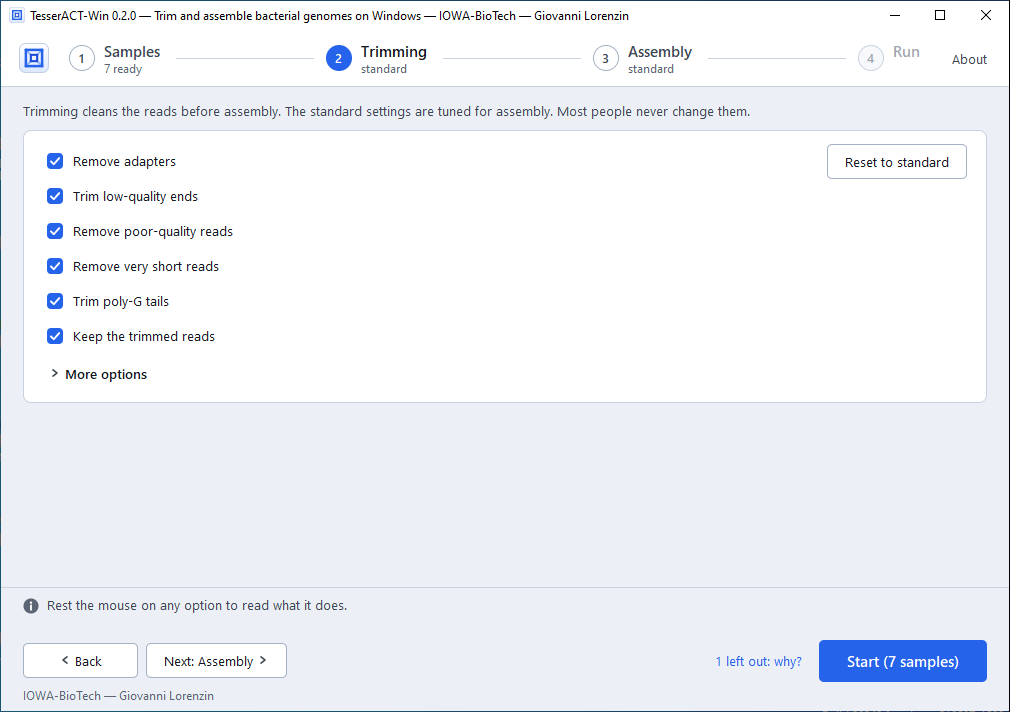 TesserACT-Win 0.2.0 — Trim and assemble bacterial genomes on Windows — IOWA-BioTech — Giovanni Lorenzin
1 Samples
7 ready
2 Trimming
standard
3 Assembly
standard
4 Run
About
Trimming cleans the reads before assembly. The standard settings are tuned for assembly. Most people never change them.
Remove adapters
Reset to standard
Trim low-quality ends
Remove poor-quality reads
Remove very short reads
Trim poly-G tails
Keep the trimmed reads
More options
Rest the mouse on any option to read what it does.
Back
Next: Assembly
1 left out: why?
Start (7 samples)
IOWA-BioTech — Giovanni Lorenzin